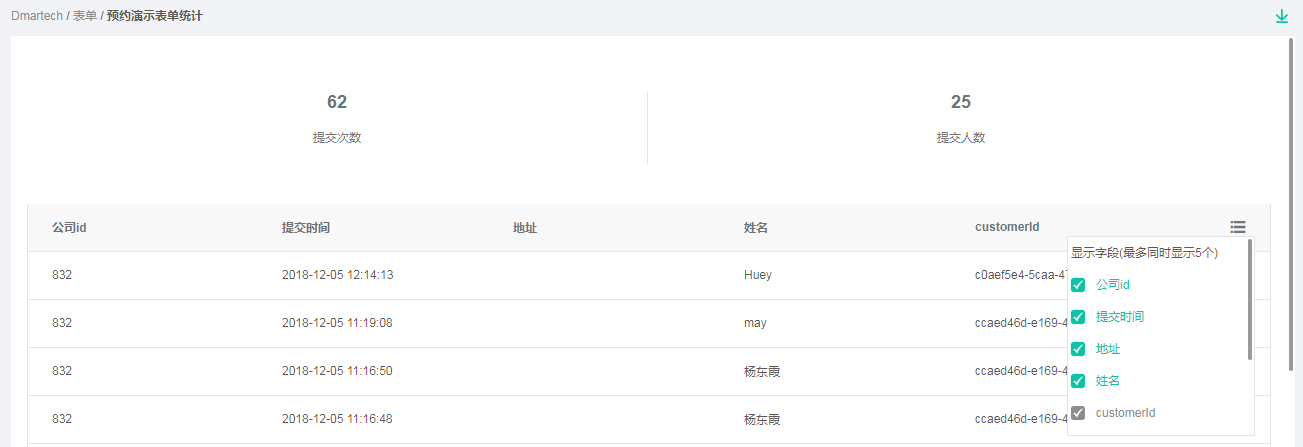 Dmartech / 表单 / 预约演示表单统计
62
提交次数
25
提交人数
公司id 提交时间 地址 姓名 customerId
显示字段(最多同时显示5个)
832 2018-12-05 12:14:13 Huey c0aef5e4-5caa-47
公司id
832 2018-12-05 11:19:08 may ccaed46d-e169-4
提交时间
地址
832 2018-12-05 11:16:50 杨东霞 ccaed46d-e169-4
姓名
832 2018-12-05 11:16:48 杨东霞 ccaed46d-e169-4
customerId